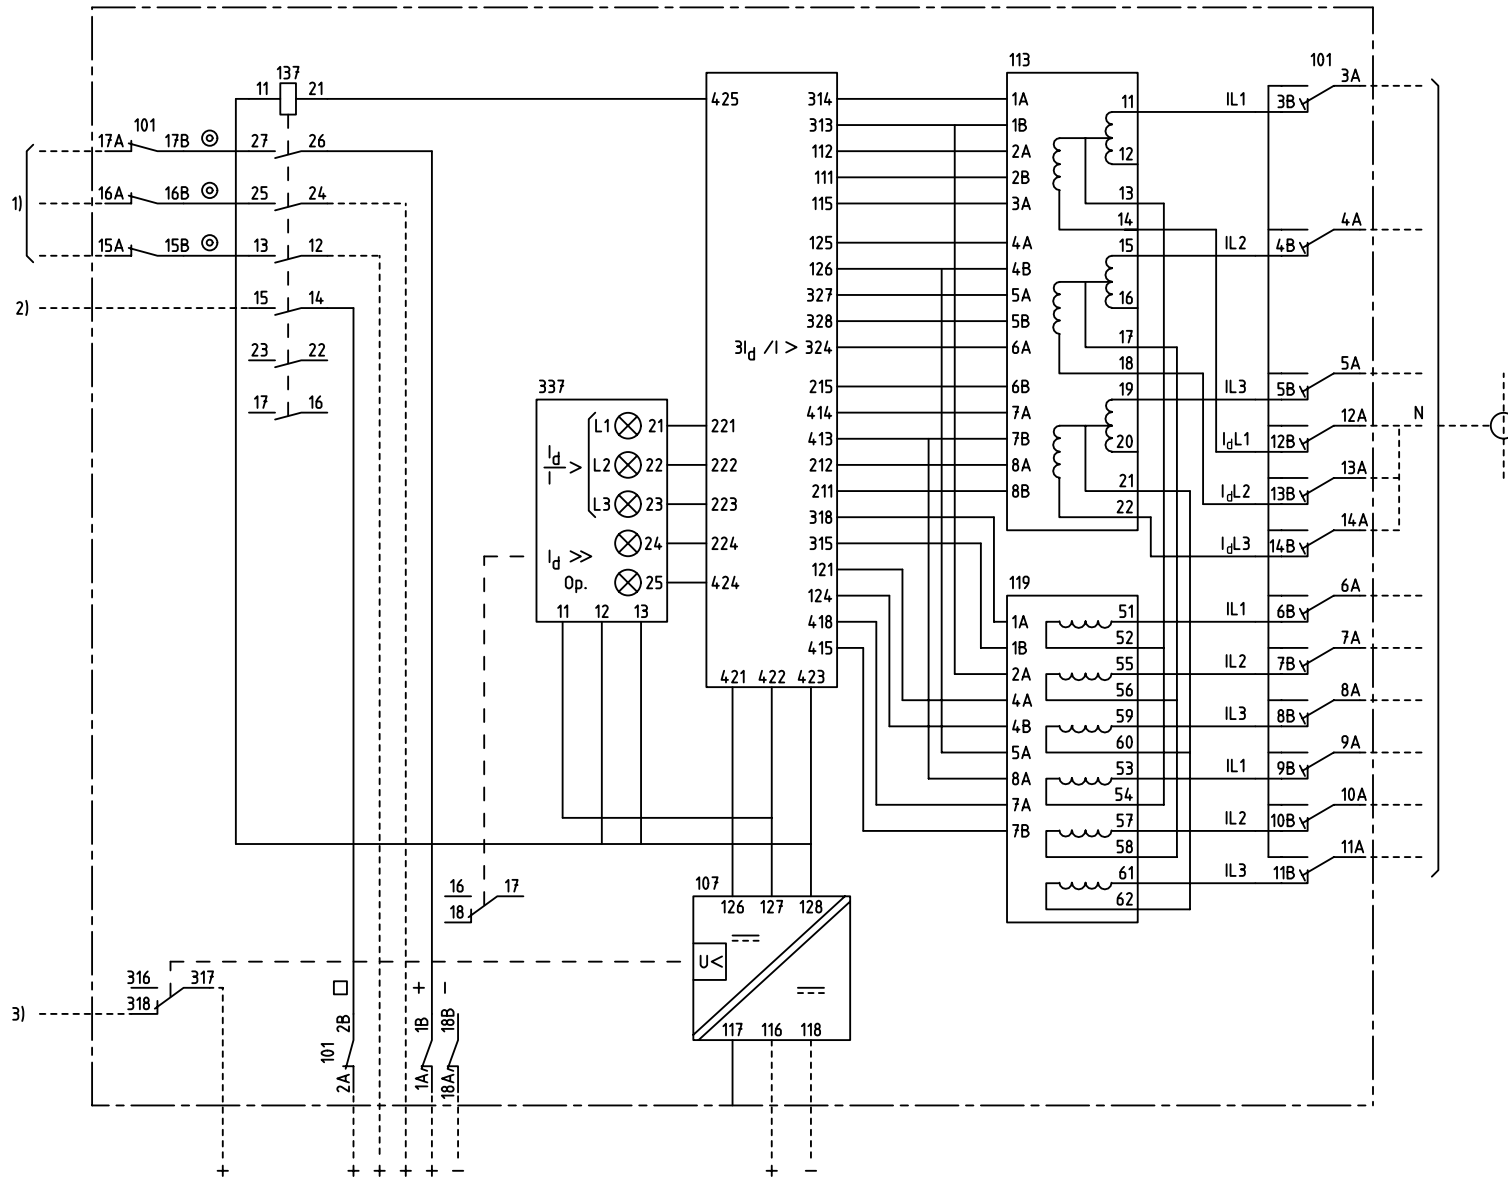 113
101
3A
137
11
21
425
314
1A
11
IL1
3B
101
17A
17B
27
26
313
1B
112
2A
12
111
2B
16A
16B
25
24
1)
115
3A
13
14
4A
15A
15B
13
12
125
4A
15
IL2
4B
126
4B
2)
15
14
327
5A
16
328
5B
23
22
3Id /I > 324
6A
17
18
5A
337
215
6B
19
IL3
5B
17
16
414
7A
12A
N
L1
21
221
413
7B
20
IdL1
12B
Id
I
>
L2
22
222
212
8A
13A
L3
23
223
211
8B
21
IdL2
13B
318
22
14A
24
224
315
IdL3
14B
Id >>
Op.
25
424
121
119
6A
11
12
13
124
51
IL1
6B
418
1A
52
7A
415
1B
55
IL2
7B
421
422
423
2A
56
8A
4A
59
IL3
8B
4B
60
9A
5A
53
IL1
9B
8A
54
10A
7A
57
IL2
10B
7B
58
11A
61
IL3
11B
62
16
17
18
107
126
127
128
U<
316
317
318
3)
+
−
2B
1B
18B
101
2A
1A
18A
117
116
118
+
+
+
+
+
−
+
−